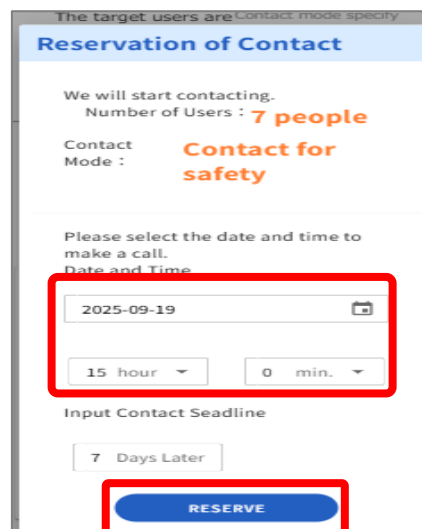 The target users are Contact mode specify
Reservation of Contact
We will start contacting.
Number of Users : 7 people
Contact
Mode :
Contact for
safety
Please select the date and time to
make a call.
Date and Time
2025-09-19
15 hour
0 min.
Input Contact Seadline
7 Days Later
RESERVE